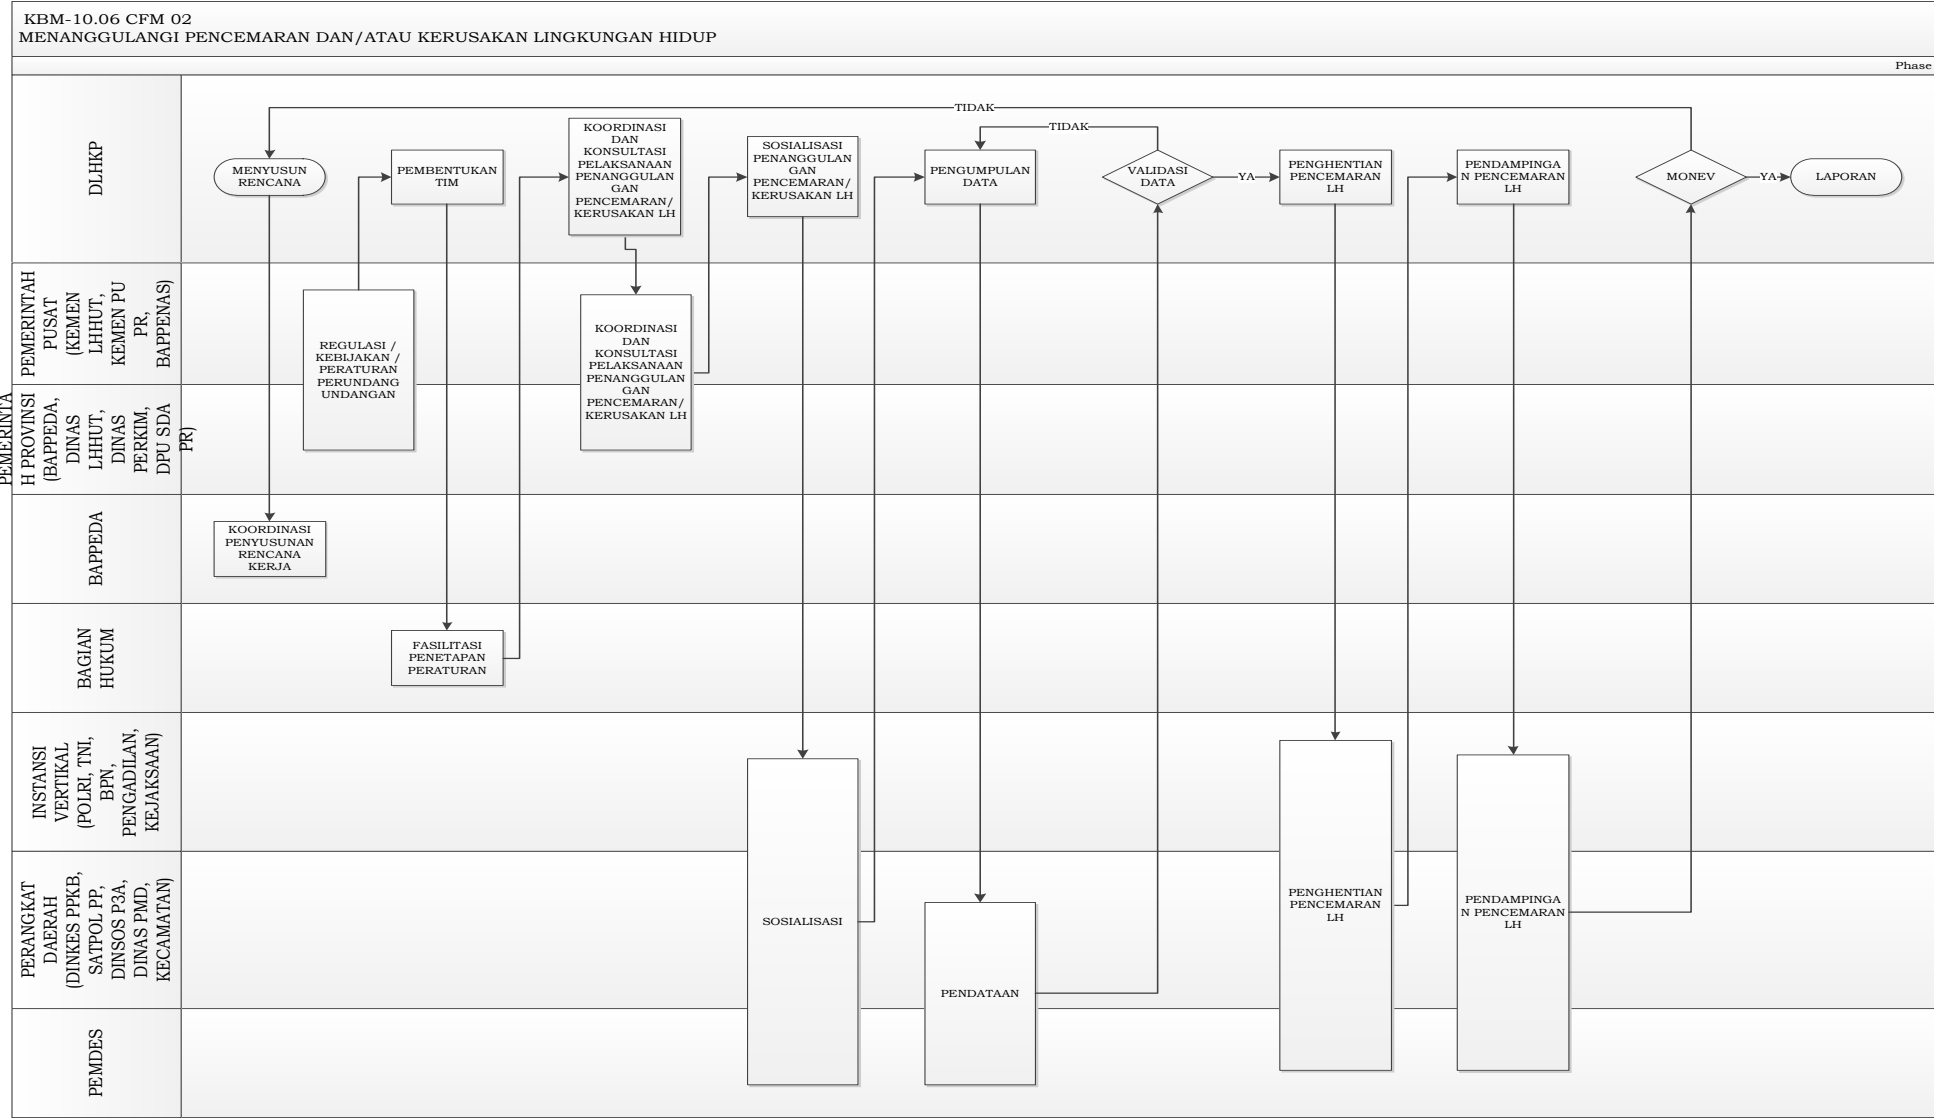 KBM-10.06 CFM 02
MENANGGULANGI PENCEMARAN DAN/ATAU KERUSAKAN LINGKUNGAN HIDUP
Phase
DLHKP
TIDAK
TIDAK
MENYUSUN
RENCANA
PEMBENTUKAN
TIM
KOORDINASI
DAN
KONSULTASI
PELAKSANAAN
PENANGGULAN
GAN
PENCEMARAN/
KERUSAKAN LH
SOSIALISASI
PENANGGULAN
GAN
PENCEMARAN/
KERUSAKAN LH
PENGUMPULAN
DATA
VALIDASI
DATA
YA
PENGHENTIAN
PENCEMARAN
LH
PENDAMPINGA
N PENCEMARAN
LH
MONEV
YA
LAPORAN
PEMERINTAH
PUSAT
(KEMEN
LHHUT,
KEMEN PU
PR,
BAPPENAS)
REGULASI /
KEBIJAKAN /
PERATURAN
PERUNDANG
UNDANGAN
KOORDINASI
DAN
KONSULTASI
PELAKSANAAN
PENANGGULAN
GAN
PENCEMARAN/
KERUSAKAN LH
PEMERINTA
H PROVINSI
(BAPPEDA,
DINAS
LHHUT,
DINAS
PERKIM,
DPU SDA
PR)
BAPPEDA
KOORDINASI
PENYUSUNAN
RENCANA
KERJA
BAGIAN
HUKUM
FASILITASI
PENETAPAN
PERATURAN
INSTANSI
VERTIKAL
(POLRI, TNI,
BPN,
PENGADILAN,
KEJAKSAAN)
PERANGKAT
DAERAH
(DINKES PPKB,
SATPOL PP,
DINSOS P3A,
DINAS PMD,
KECAMATAN)
SOSIALISASI
PENDATAAN
PENGHENTIAN
PENCEMARAN
LH
PENDAMPINGA
N PENCEMARAN
LH
PEMDES